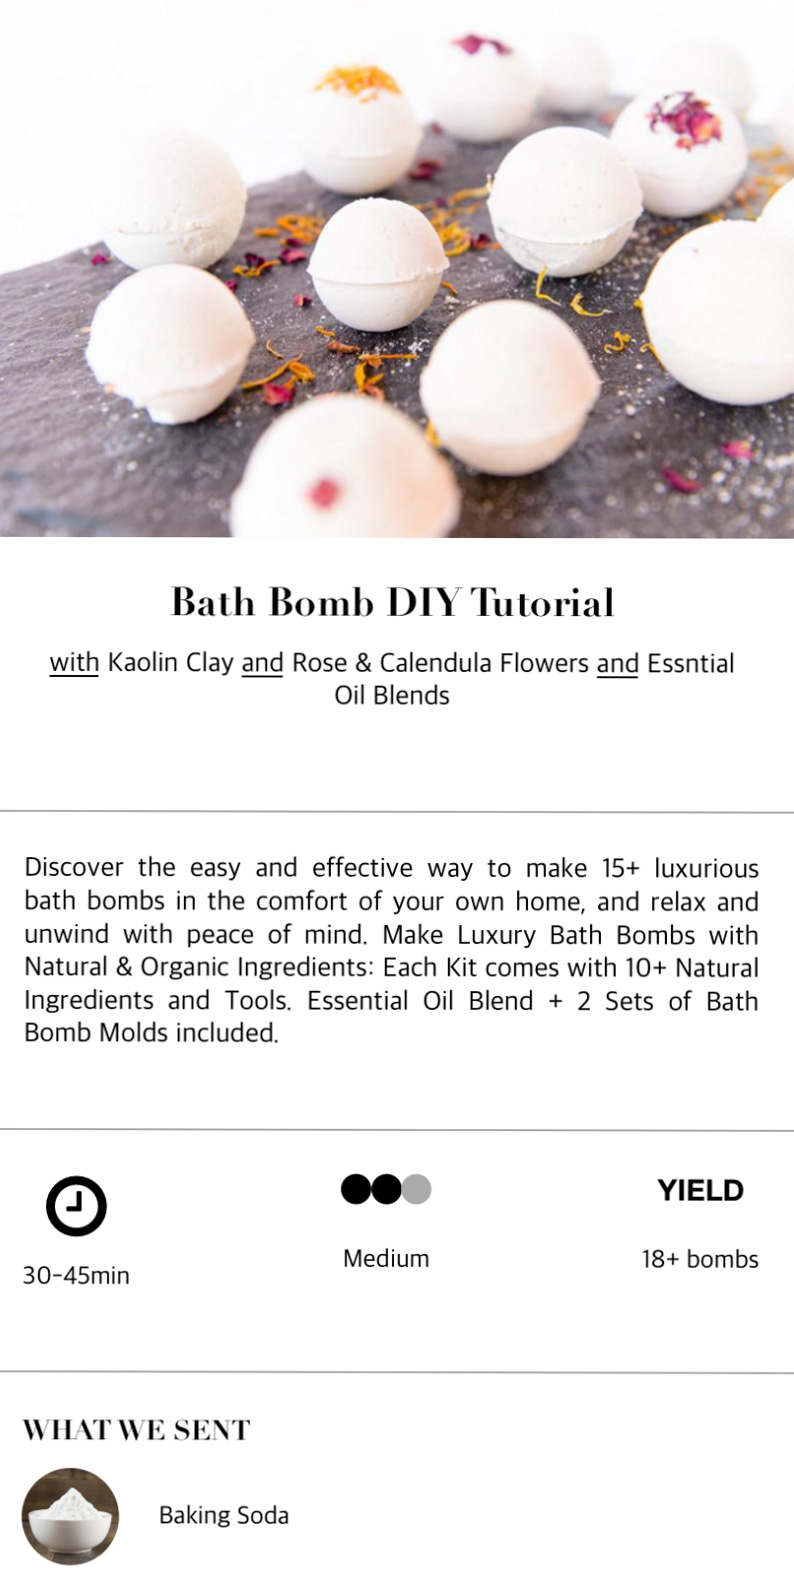 Bath Bomb DIY Tutorial
with Kaolin Clay and Rose & Calendula Flowers and Essntial
Oil Blends
Discover the easy and effective way to make 15+ luxurious
bath bombs in the comfort of your own home, and relax and
unwind with peace of mind. Make Luxury Bath Bombs with
Natural & Organic Ingredients: Each Kit comes with 10+ Natural
Ingredients and Tools. Essential Oil Blend + 2 Sets of Bath
Bomb Molds included.
30-45min
Medium
YIELD
18+ bombs
WHAT WE SENT
Baking Soda